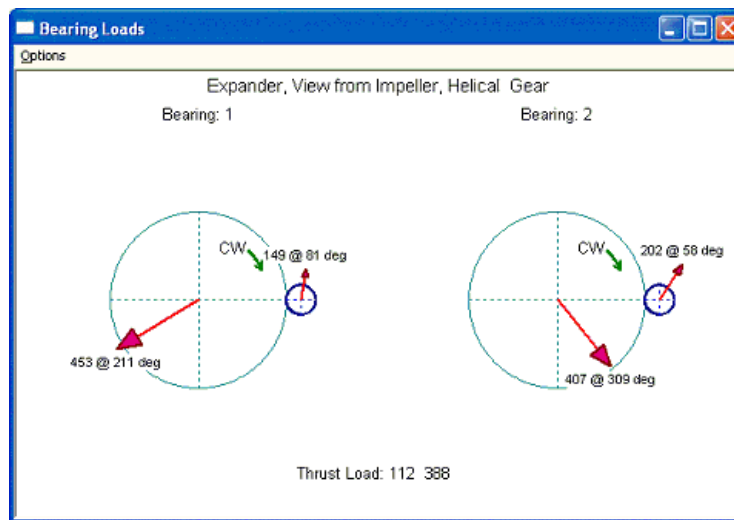 Bearing Loads
Options
Expander, View from Impeller, Helical  Gear
Bearing: 1
Bearing: 2
CW
149 @ 81 deg
CW
202 @ 58 deg
453 @ 211 deg
407 @ 309 deg
Thrust Load: 112  388